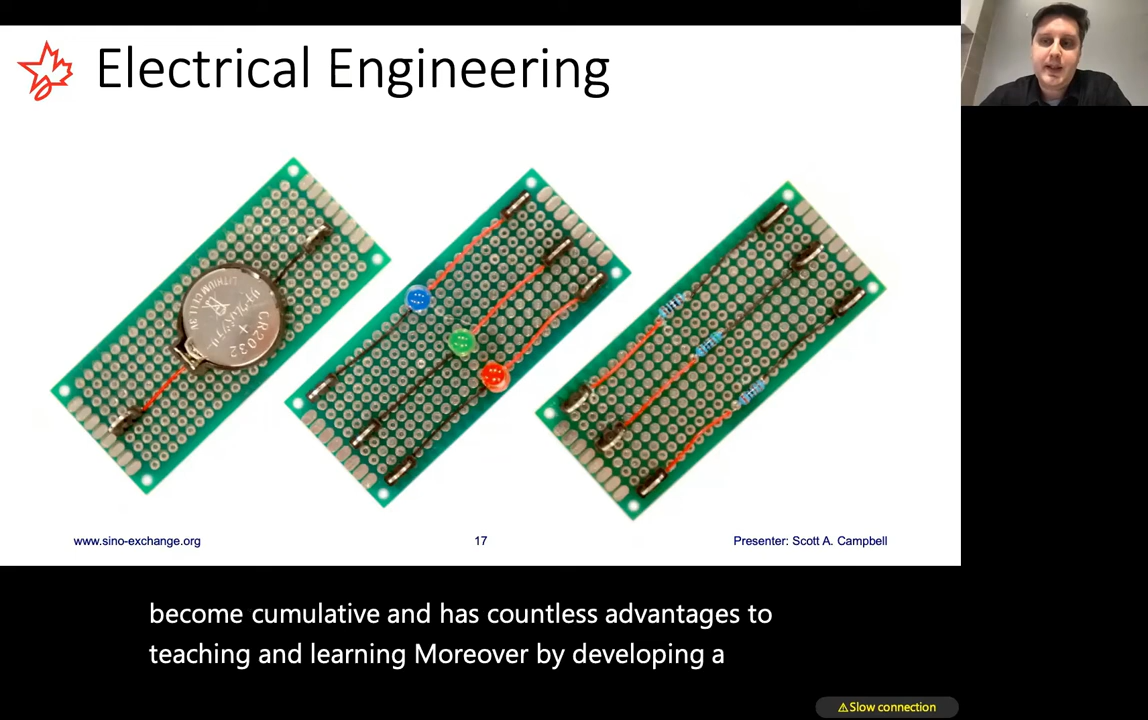 Electrical Engineering
CR2032
+
www.sino-exchange.org
17
Presenter: Scott A. Campbell
become cumulative and has countless advantages to
teaching and learning Moreover by developing a
⚠Slow connection